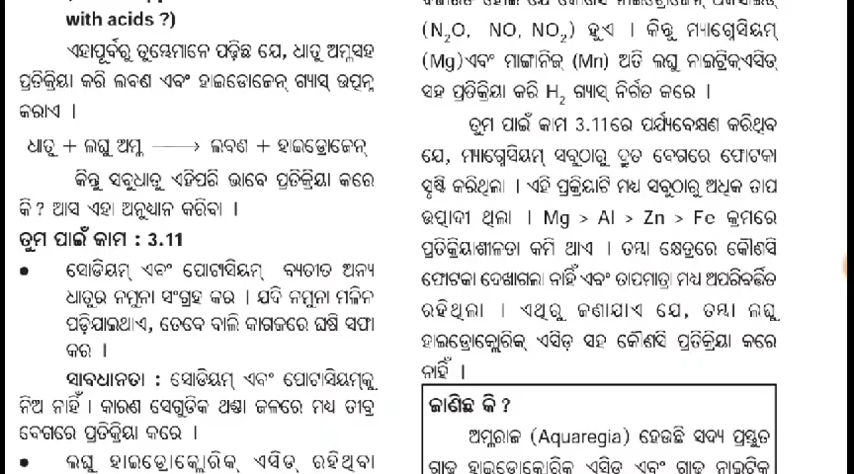 with acids ?)
ଏହାପୂର୍ବରୁ ତୁମ୍ଭେମାନେ ପଢ଼ିଛ ଯେ, ଧାତୁ ଅମ୍ଳସହ
ପ୍ରତିକ୍ରିୟା କରି ଲବଣ ଏବଂ ହାଇଡୋଜେନ୍ ଗ୍ୟାସ୍ ଉତ୍ପନ୍ନ
କରାଏ ।
ଧାତୁ + ଲଘୁ ଅମ୍ଳ ⟶ ଲବଣ + ହାଇଡ୍ରୋଜେନ୍
କିନ୍ତୁ ସବୁଧାତୁ ଏହିପରି ଭାବେ ପ୍ରତିକ୍ରିୟା କରେ
କି ? ଆସ ଏହା ଅନୁଧ୍ୟାନ କରିବା ।
ତୁମ ପାଇଁ କାମ : 3.11
● ସୋଡିୟମ୍ ଏବଂ ପୋଟାସିୟମ୍ ବ୍ୟତୀତ ଅନ୍ୟ
ଧାତୁର ନମୁନା ସଂଗ୍ରହ କର । ଯଦି ନମୁନା ମଳିନ
ପଡ଼ିଯାଇଥାଏ, ତେବେ ବାଲି କାଗଜରେ ଘଷି ସଫା
କର ।
ସାବଧାନତା : ସୋଡିୟମ୍ ଏବଂ ପୋଟାସିୟମ୍‌କୁ
ନିଅ ନାହିଁ । କାରଣ ସେଗୁଡିକ ଥଣ୍ଡା ଜଳରେ ମଧ୍ୟ ତୀବ୍ର
ବେଗରେ ପ୍ରତିକ୍ରିୟା କରେ ।
● ଲଘୁ ହାଇଡ୍ରୋକ୍ଲୋରିକ୍ ଏସିଡ୍ ରହିଥିବା
(N₂O, NO, NO₂) ହୁଏ । କିନ୍ତୁ ମ୍ୟାଗ୍ନେସିୟମ୍
(Mg)ଏବଂ ମାଙ୍ଗାନିଜ୍ (Mn) ଅତି ଲଘୁ ନାଇଟ୍ରିକ୍‌ଏସିଡ
ସହ ପ୍ରତିକ୍ରିୟା କରି H₂ ଗ୍ୟାସ୍ ନିର୍ଗତ କରେ ।
ତୁମ ପାଇଁ କାମ 3.11ରେ ପର୍ଯ୍ୟବେକ୍ଷଣ କରିଥିବ
ଯେ, ମ୍ୟାଗ୍ନେସିୟମ୍ ସବୁଠାରୁ ଦ୍ରୁତ ବେଗରେ ଫୋଟକା
ସୃଷ୍ଟି କରିଥିଲା । ଏହି ପ୍ରକ୍ରିୟାଟି ମଧ୍ୟ ସବୁଠାରୁ ଅଧିକ ତାପ
ଉତ୍ପାଦୀ ଥିଲା । Mg > Al > Zn > Fe କ୍ରମରେ
ପ୍ରତିକ୍ରିୟାଶୀଳତା କମି ଥାଏ । ତମ୍ଭା କ୍ଷେତ୍ରରେ କୌଣସି
ଫୋଟକା ଦେଖାଗଲା ନାହିଁ ଏବଂ ତାପମାତ୍ରା ମଧ୍ୟ ଅପରିବର୍ତ୍ତିତ
ରହିଥିଲା । ଏଥିରୁ ଜଣାଯାଏ ଯେ, ତମ୍ଭା ଲଘୁ
ହାଇଡ୍ରୋକ୍ଲୋରିକ୍ ଏସିଡ୍ ସହ କୌଣସି ପ୍ରତିକ୍ରିୟା କରେ
ନାହିଁ ।
ଜାଣିଛ କି ?
ଅମ୍ଳରାଜ (Aquaregia) ହେଉଛି ସଦ୍ୟ ପ୍ରସ୍ତୁତ
ଗାଢ଼ ହାଇଡ୍ରୋକ୍ଲୋରିକ୍ ଏସିଡ୍ ଏବଂ ଗାଢ଼ ନାଇଟ୍ରିକ୍